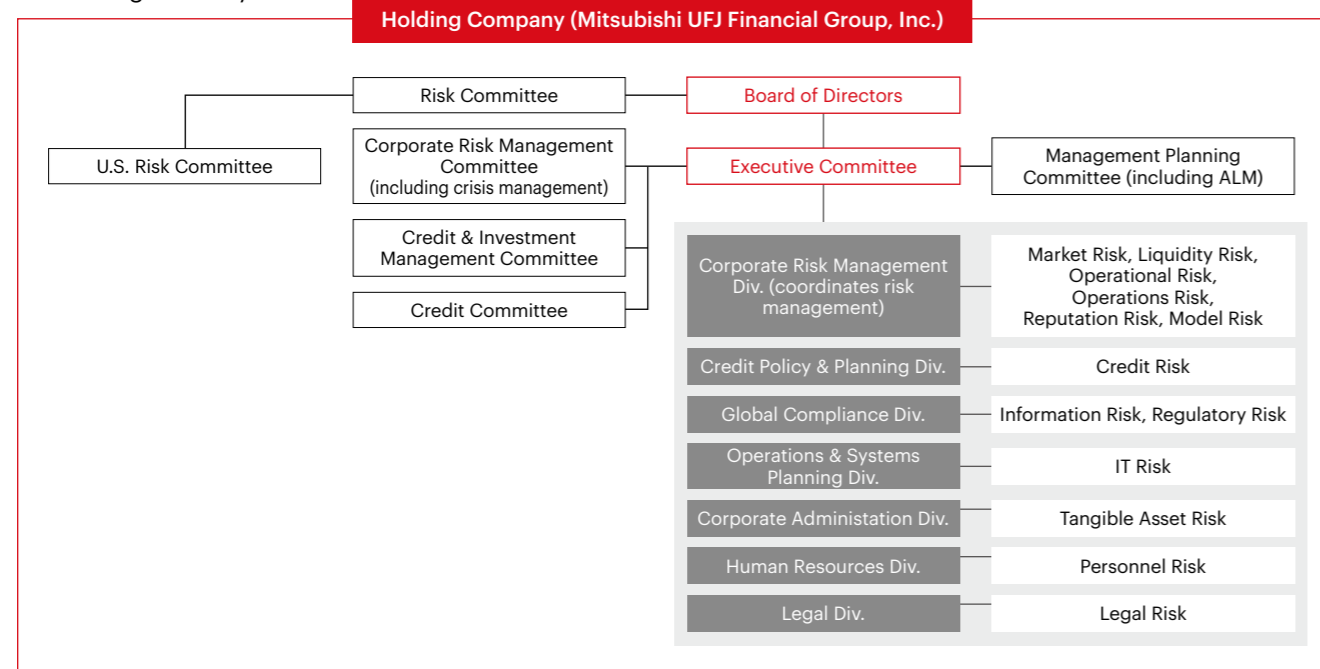 Holding Company (Mitsubishi UFJ Financial Group, Inc.)
Risk Committee
Board of Directors
U.S. Risk Committee
Corporate Risk Management
Committee
(including crisis management)
Executive Committee
Management Planning
Committee (including ALM)
Credit & Investment
Management Committee
Credit Committee
Corporate Risk Management
Div. (coordinates risk
management)
Market Risk, Liquidity Risk,
Operational Risk,
Operations Risk,
Reputation Risk, Model Risk
Credit Policy & Planning Div.
Credit Risk
Global Compliance Div.
Information Risk, Regulatory Risk
Operations & Systems
Planning Div.
IT Risk
Corporate Administation Div.
Tangible Asset Risk
Human Resources Div.
Personnel Risk
Legal Div.
Legal Risk